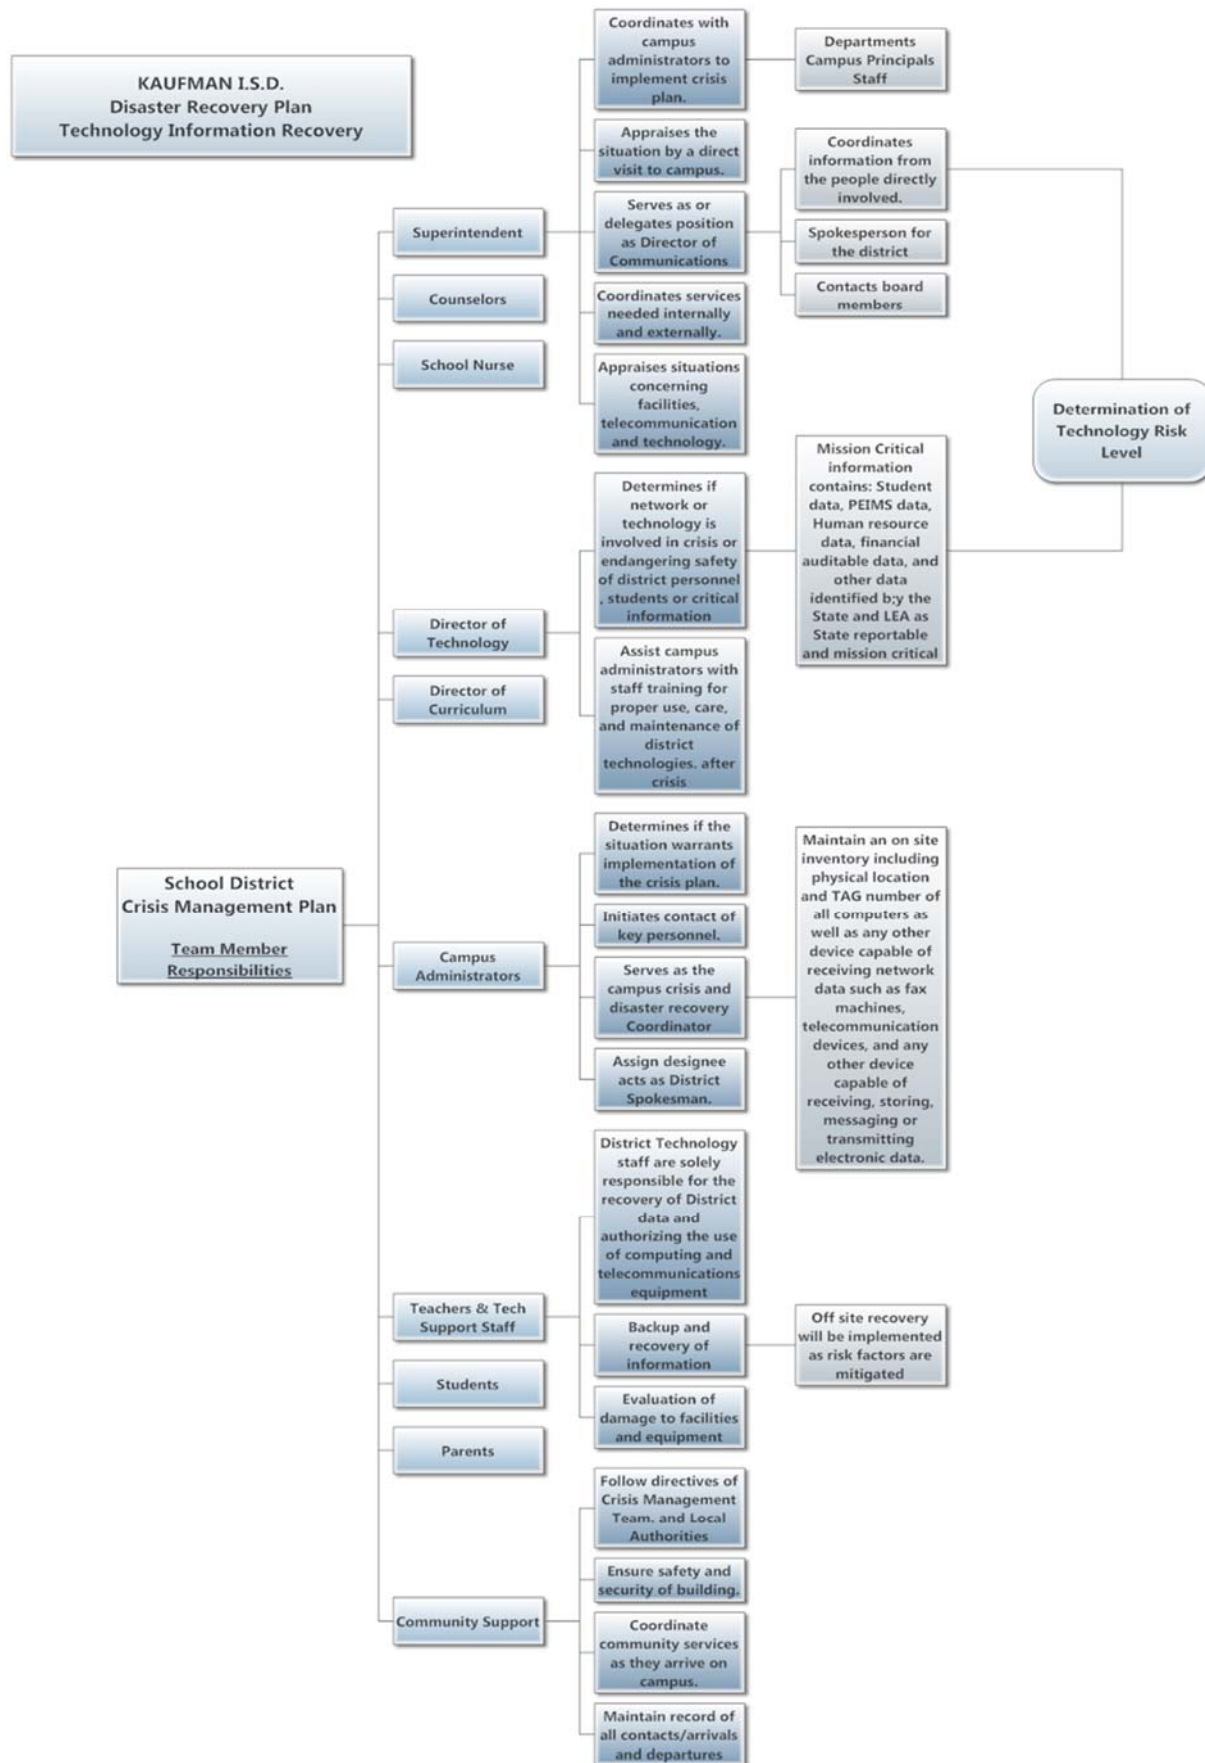 KAUFMAN I.S.D.
Disaster Recovery Plan
Technology Information Recovery
School District
Crisis Management Plan
Team Member
Responsibilities
Superintendent
Coordinates with
campus
administrators to
implement crisis
plan.
Departments
Campus Principals
Staff
Appraises the
situation by a direct
visit to campus.
Serves as or
delegates position
as Director of
Communications
Coordinates
information from
the people directly
involved.
Spokesperson for
the district
Contacts board
members
Coordinates services
needed internally
and externally.
Appraises situations
concerning
facilities,
telecommunication
and technology.
Counselors
School Nurse
Director of
Technology
Determines if
network or
technology is
involved in crisis or
endangering safety
of district personnel
, students or critical
information
Mission Critical
information
contains: Student
data, PEIMS data,
Human resource
data, financial
auditable data, and
other data
identified b;y the
State and LEA as
State reportable
and mission critical
Determination of
Technology Risk
Level
Assist campus
administrators with
staff training for
proper use, care,
and maintenance of
district
technologies. after
crisis
Director of
Curriculum
Campus
Administrators
Determines if the
situation warrants
implementation of
the crisis plan.
Initiates contact of
key personnel.
Serves as the
campus crisis and
disaster recovery
Coordinator
Maintain an on site
inventory including
physical location
and TAG number of
all computers as
well as any other
device capable of
receiving network
data such as fax
machines,
telecommunication
devices, and any
other device
capable of
receiving, storing,
messaging or
transmitting
electronic data.
Assign designee
acts as District
Spokesman.
Teachers & Tech
Support Staff
District Technology
staff are solely
responsible for the
recovery of District
data and
authorizing the use
of computing and
telecommunications
equipment
Backup and
recovery of
information
Off site recovery
will be implemented
as risk factors are
mitigated
Evaluation of
damage to facilities
and equipment
Students
Parents
Community Support
Follow directives of
Crisis Management
Team. and Local
Authorities
Ensure safety and
security of building.
Coordinate
community services
as they arrive on
campus.
Maintain record of
all contacts/arrivals
and departures